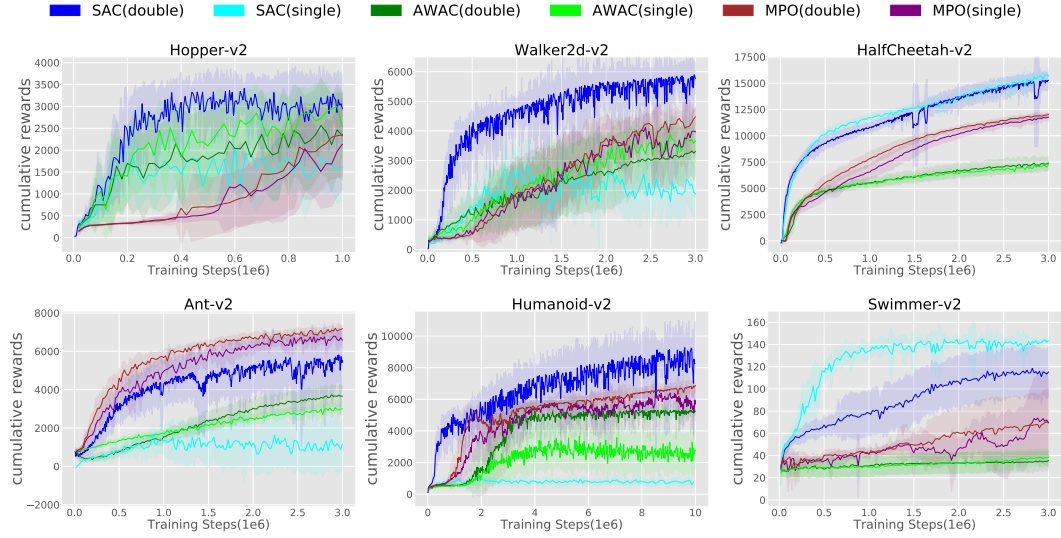 SAC(double) SAC(single) AWAC(double) AWAC(single) MPO(double) MPO(single)
Hopper-v2
cumulative rewards
4000
3500
3000
2500
2000
1500
1000
500
0
0.0 0.2 0.4 0.6 0.8 1.0
Training Steps(1e6)
Walker2d-v2
cumulative rewards
6000
5000
4000
3000
2000
1000
0
0.0 0.5 1.0 1.5 2.0 2.5 3.0
Training Steps(1e6)
HalfCheetah-v2
cumulative rewards
17500
15000
12500
10000
7500
5000
2500
0
0.0 0.5 1.0 1.5 2.0 2.5 3.0
Training Steps(1e6)
Ant-v2
cumulative rewards
8000
6000
4000
2000
0
−2000
0.0 0.5 1.0 1.5 2.0 2.5 3.0
Training Steps(1e6)
Humanoid-v2
cumulative rewards
10000
8000
6000
4000
2000
0
0 2 4 6 8 10
Training Steps(1e6)
Swimmer-v2
cumulative rewards
160
140
120
100
80
60
40
20
0
0.0 0.5 1.0 1.5 2.0 2.5 3.0
Training Steps(1e6)